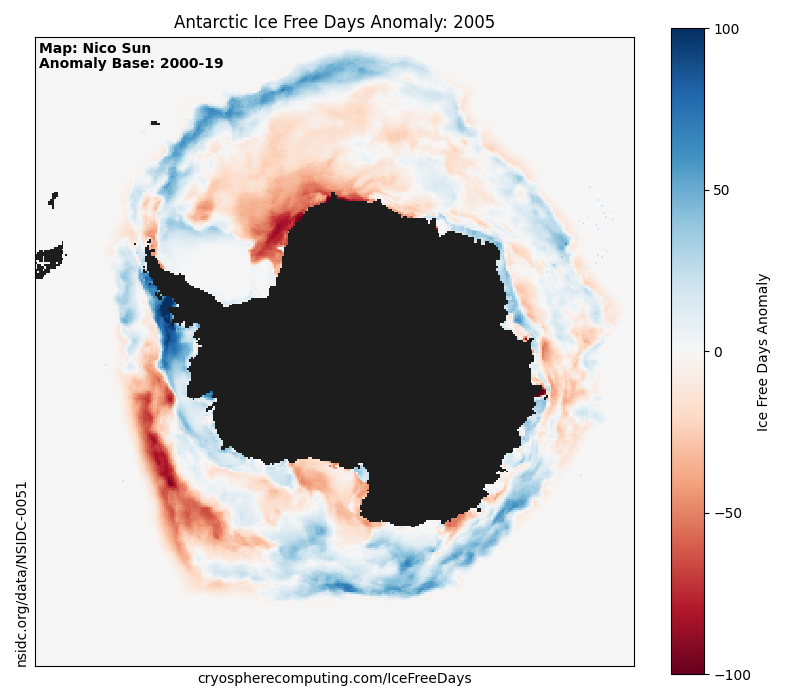 Antarctic Ice Free Days Anomaly: 2005
Map: Nico Sun
Anomaly Base: 2000-19
nsidc.org/data/NSIDC-0051
cryospherecomputing.com/IceFreeDays
100
50
0
−50
−100
Ice Free Days Anomaly